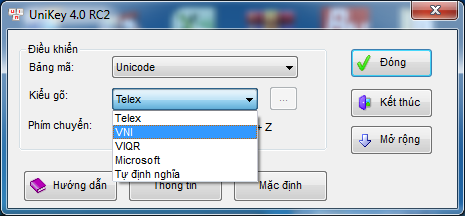 UniKey 4.0 RC2
Điều khiển
Bảng mã: Unicode
Đóng
Kiểu gõ: Telex ...
Kết thúc
Telex
Phím chuyển: VNI + Z
VIQR
Mở rộng
Microsoft
Tự định nghĩa
Hướng dẫn Thông tin Mặc định